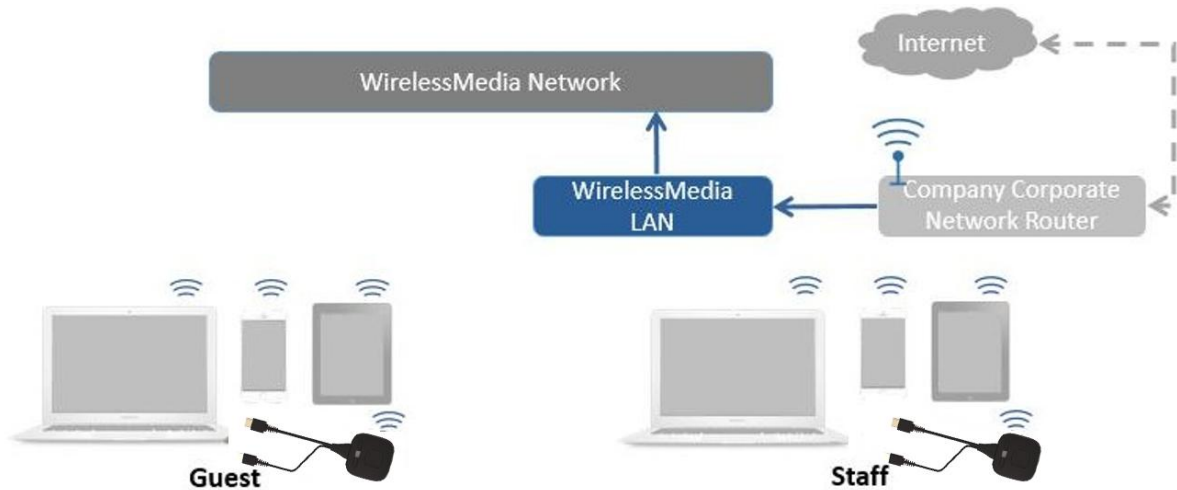 Internet
WirelessMedia Network
WirelessMedia
LAN
Company Corporate
Network Router
Guest
Staff